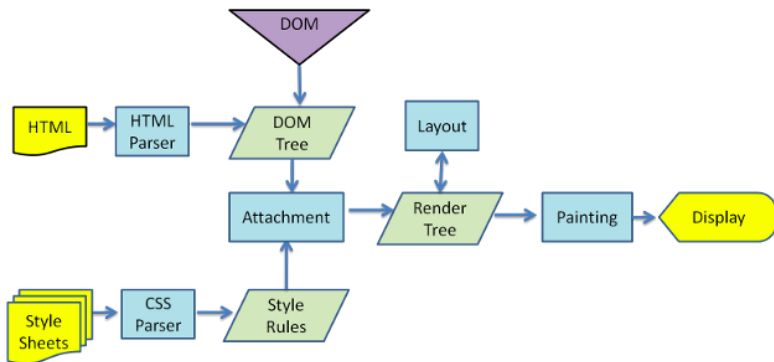 DOM
HTML
HTML
Parser
DOM
Tree
Layout
Attachment
Render
Tree
Painting
Display
Style
Sheets
CSS
Parser
Style
Rules